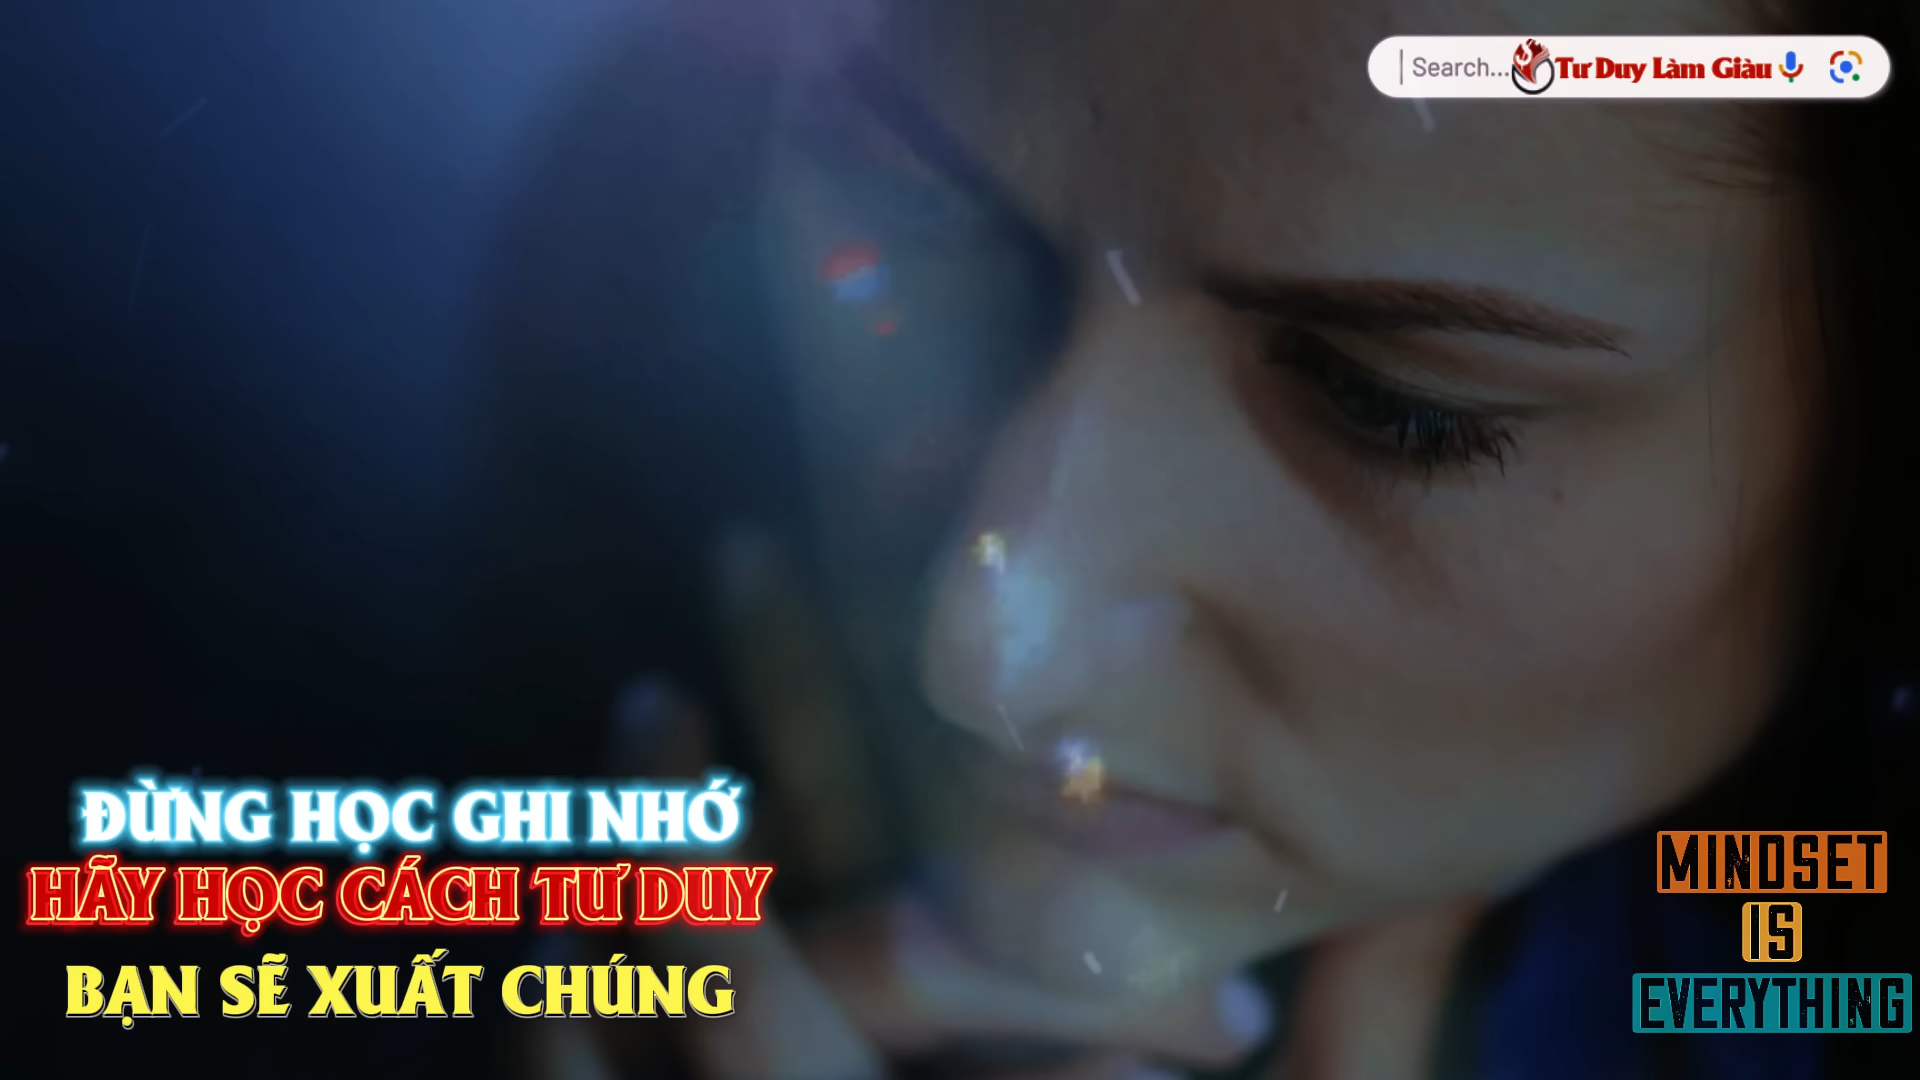 Search... Tư Duy Làm Giàu
ĐỪNG HỌC GHI NHỚ
HÃY HỌC CÁCH TƯ DUY
BẠN SẼ XUẤT CHÚNG
MINDSET
IS
EVERYTHING